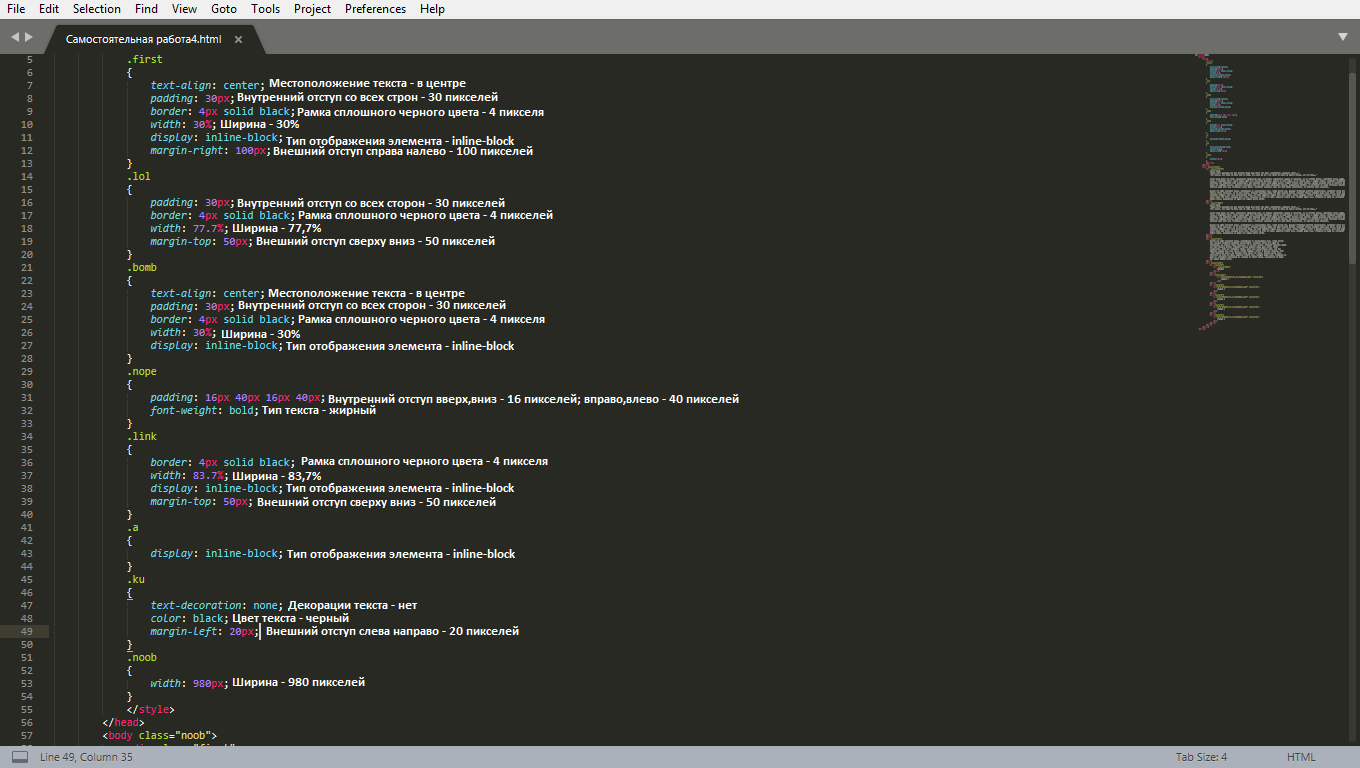 File Edit Selection Find View Goto Tools Project Preferences Help
Самостоятельная работа4.html ×
5 .first
6 {
7 text-align: center; Местоположение текста - в центре
8 padding: 30px; Внутренний отступ со всех строн - 30 пикселей
9 border: 4px solid black; Рамка сплошного черного цвета - 4 пикселя
10 width: 30%; Ширина - 30%
11 display: inline-block; Тип отображения элемента - inline-block
12 margin-right: 100px; Внешний отступ справа налево - 100 пикселей
13 }
14 .lol
15 {
16 padding: 30px; Внутренний отступ со всех сторон - 30 пикселей
17 border: 4px solid black; Рамка сплошного черного цвета - 4 пикселя
18 width: 77.7%; Ширина - 77,7%
19 margin-top: 50px; Внешний отступ сверху вниз - 50 пикселей
20 }
21 .bomb
22 {
23 text-align: center; Местоположение текста - в центре
24 padding: 30px; Внутренний отступ со всех сторон - 30 пикселей
25 border: 4px solid black; Рамка сплошного черного цвета - 4 пикселя
26 width: 30%; Ширина - 30%
27 display: inline-block; Тип отображения элемента - inline-block
28 }
29 .nope
30 {
31 padding: 16px 40px 16px 40px; Внутренний отступ вверх,вниз - 16 пикселей; вправо,влево - 40 пикселей
32 font-weight: bold; Тип текста - жирный
33 }
34 .link
35 {
36 border: 4px solid black; Рамка сплошного черного цвета - 4 пикселя
37 width: 83.7%; Ширина - 83,7%
38 display: inline-block; Тип отображения элемента - inline-block
39 margin-top: 50px; Внешний отступ сверху вниз - 50 пикселей
40 }
41 .a
42 {
43 display: inline-block; Тип отображения элемента - inline-block
44 }
45 .ku
46 {
47 text-decoration: none; Декорации текста - нет
48 color: black; Цвет текста - черный
49 margin-left: 20px; Внешний отступ слева направо - 20 пикселей
50 }
51 .noob
52 {
53 width: 980px; Ширина - 980 пикселей
54 }
55 </style>
56 </head>
57 <body class="noob">
Line 49, Column 35 Tab Size: 4 HTML